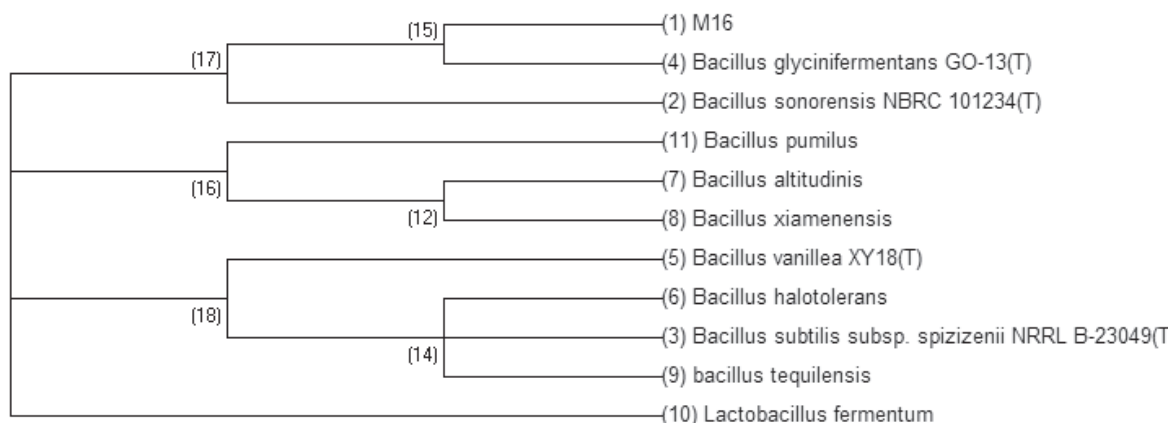 (15)
(1) M16
(17)
(4) Bacillus glycinifermentans GO-13(T)
(2) Bacillus sonorensis NBRC 101234(T)
(11) Bacillus pumilus
(16)
(7) Bacillus altitudinis
(12)
(8) Bacillus xiamenensis
(5) Bacillus vanillea XY18(T)
(18)
(6) Bacillus halotolerans
(3) Bacillus subtilis subsp. spizizenii NRRL B-23049(T
(14)
(9) bacillus tequilensis
(10) Lactobacillus fermentum